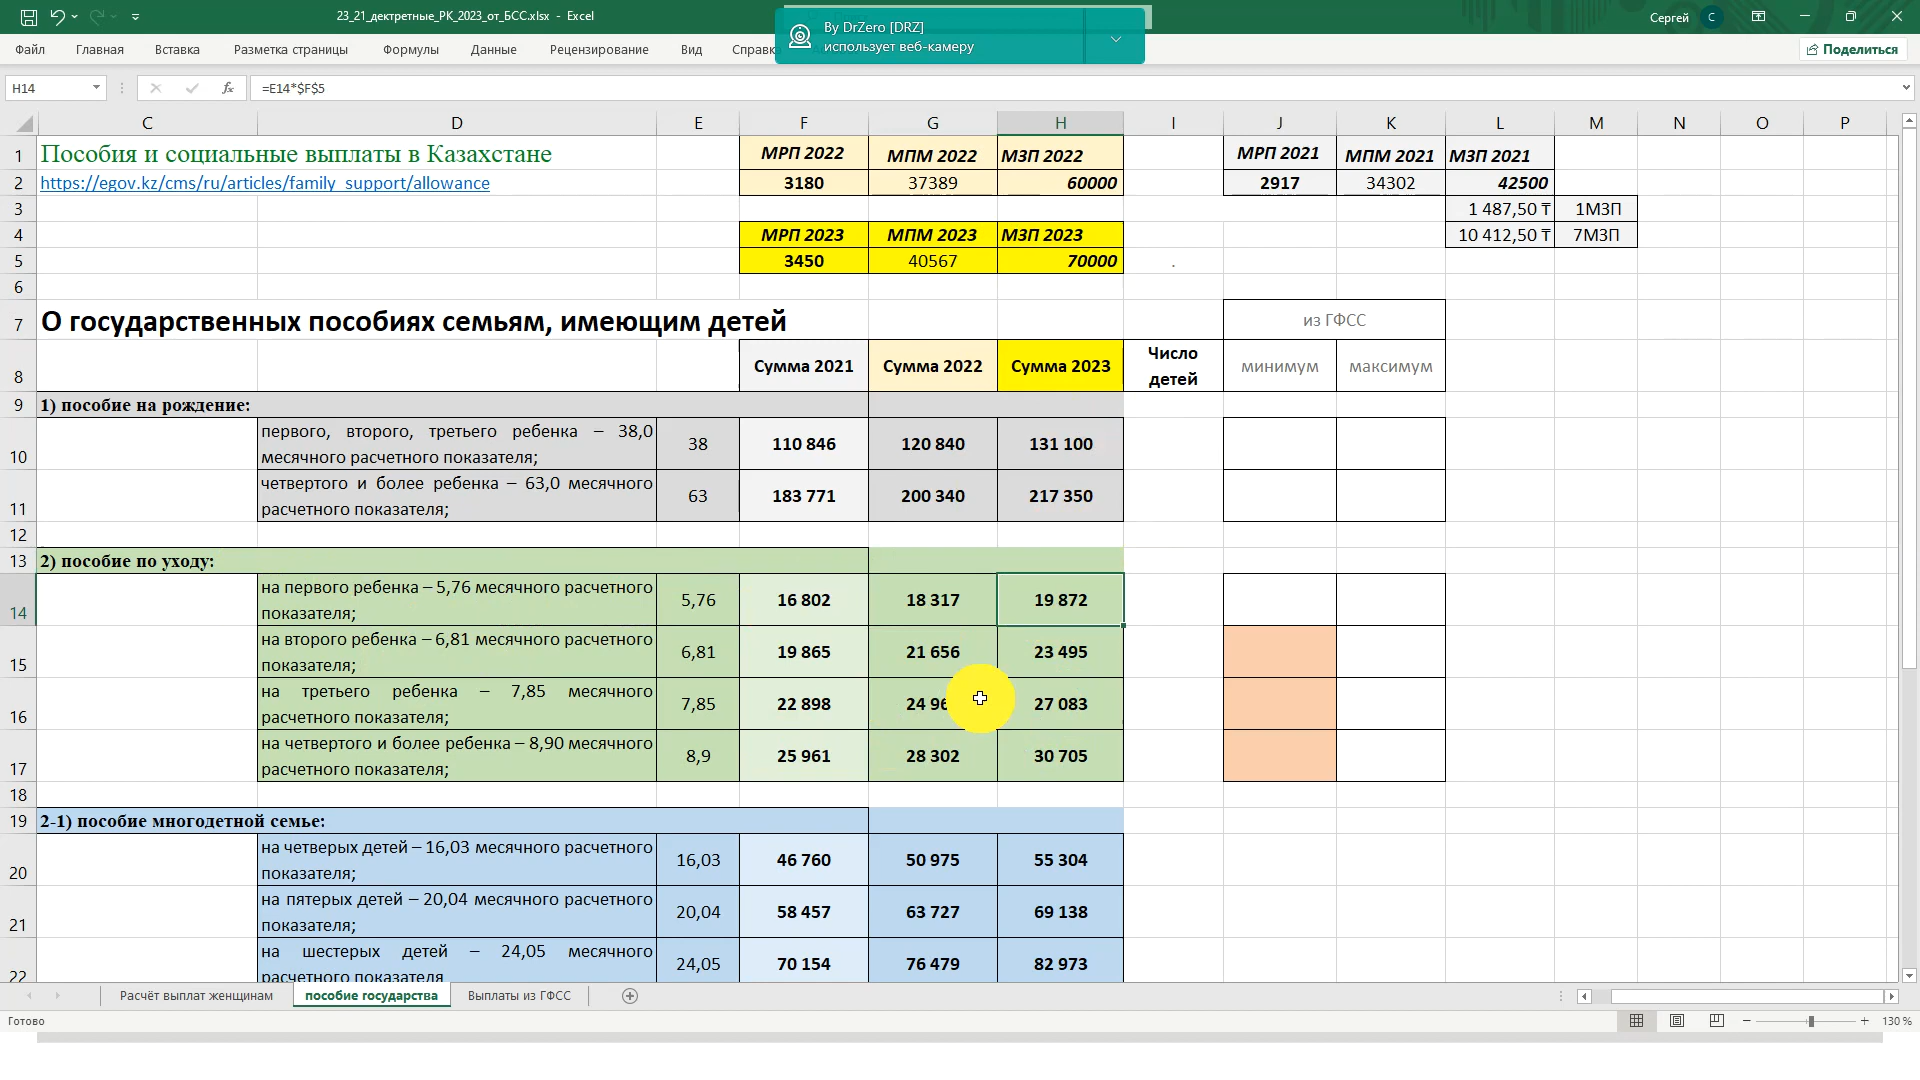 23_21_дектретные_РК_2023_от_БСС.xlsx - Excel
By DrZero [DRZ]
использует веб-камеру
Сергей
С
Файл Главная Вставка Разметка страницы Формулы Данные Рецензирование Вид Справка
Поделиться
H14
fx
=E14*$F$5
C D E F G H I J K L M N O P
1 Пособия и социальные выплаты в Казахстане МРП 2022 МПМ 2022 МЗП 2022 МРП 2021 МПМ 2021 МЗП 2021
2 https://egov.kz/cms/ru/articles/family_support/allowance 3180 37389 60000 2917 34302 42500
3 1 487,50 ₸ 1МЗП
4 МРП 2023 МПМ 2023 МЗП 2023 10 412,50 ₸ 7МЗП
5 3450 40567 70000 .
6
7 О государственных пособиях семьям, имеющим детей из ГФСС
8 Сумма 2021 Сумма 2022 Сумма 2023 Число детей минимум максимум
9 1) пособие на рождение:
первого, второго, третьего ребенка – 38,0
10 месячного расчетного показателя; 38 110 846 120 840 131 100
четвертого и более ребенка – 63,0 месячного
11 расчетного показателя; 63 183 771 200 340 217 350
12
13 2) пособие по уходу:
на первого ребенка – 5,76 месячного расчетного
14 показателя; 5,76 16 802 18 317 19 872
на второго ребенка – 6,81 месячного расчетного
15 показателя; 6,81 19 865 21 656 23 495
на третьего ребенка – 7,85 месячного
16 расчетного показателя; 7,85 22 898 24 96 27 083
на четвертого и более ребенка – 8,90 месячного
17 расчетного показателя; 8,9 25 961 28 302 30 705
18
19 2-1) пособие многодетной семье:
на четверых детей – 16,03 месячного расчетного
20 показателя; 16,03 46 760 50 975 55 304
на пятерых детей – 20,04 месячного расчетного
21 показателя; 20,04 58 457 63 727 69 138
на шестерых детей – 24,05 месячного
22 расчетного показателя 24,05 70 154 76 479 82 973
Расчёт выплат женщинам пособие государства Выплаты из ГФСС
Готово
130 %